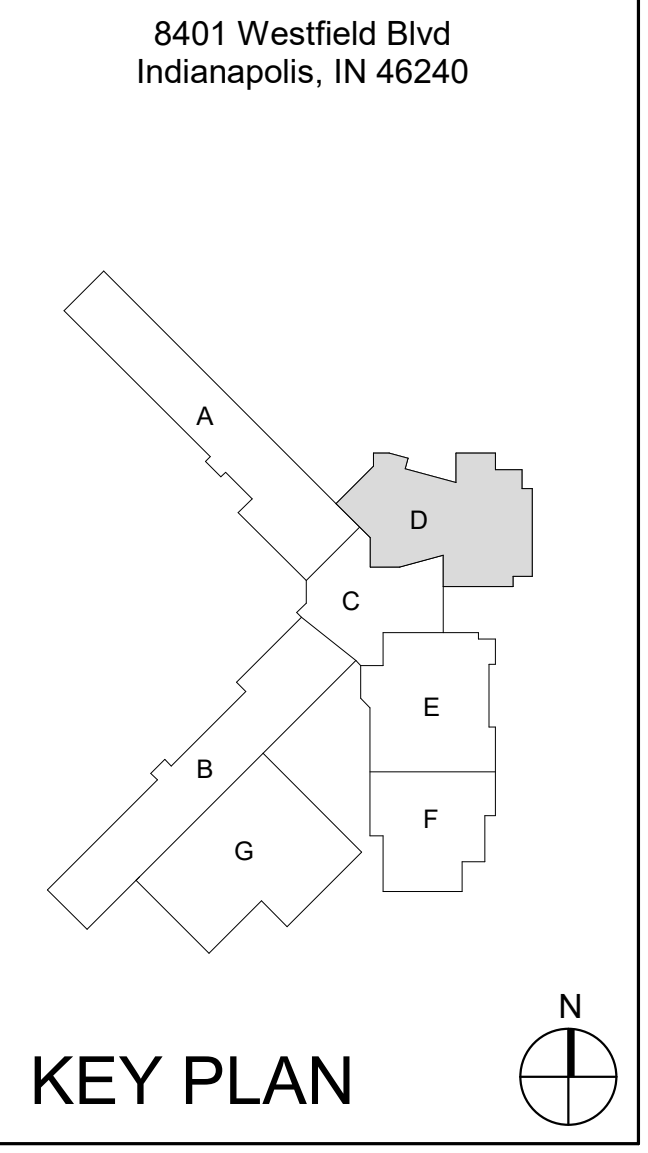 8401 Westfield Blvd
Indianapolis, IN 46240
A
D
C
E
B
F
G
N
KEY PLAN